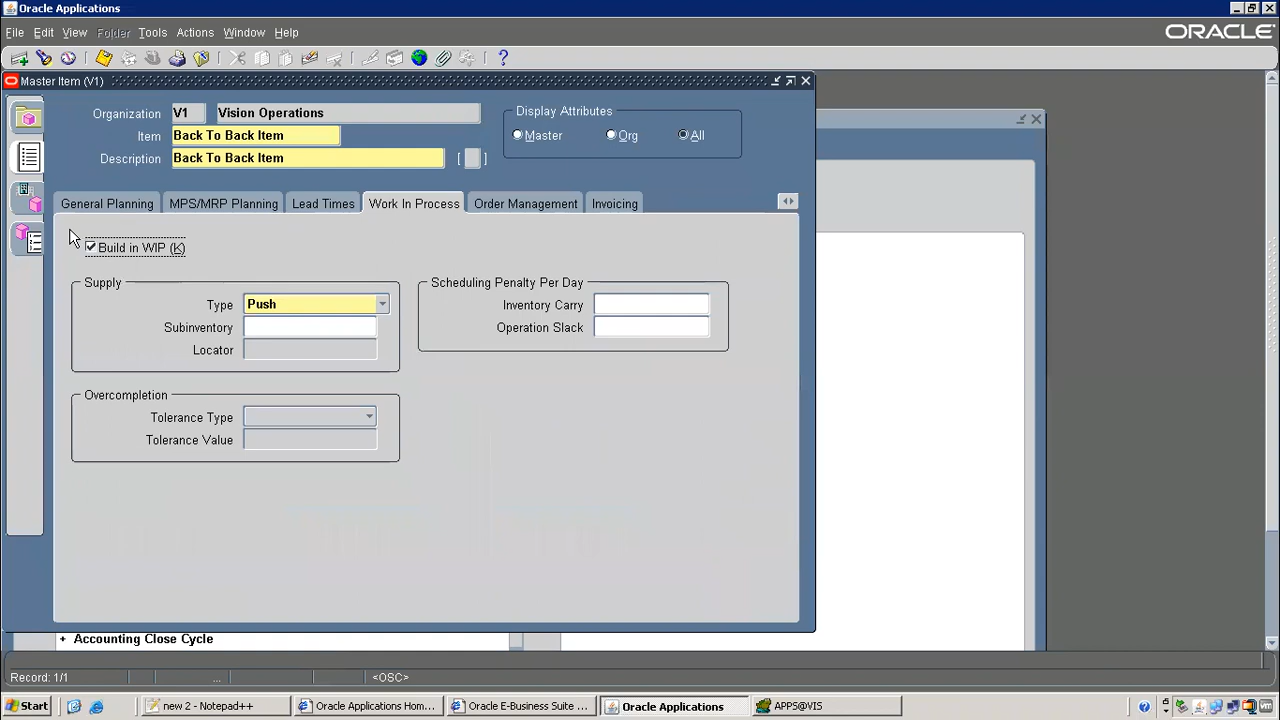 Oracle Applications
File Edit View Folder Tools Actions Window Help
ORACLE
Master Item (V1)
Organization V1 Vision Operations
Item Back To Back Item
Description Back To Back Item [ ]
Display Attributes
Master Org All
General Planning MPS/MRP Planning Lead Times Work In Process Order Management Invoicing
Build in WIP (K)
Supply
Type Push
Subinventory
Locator
Scheduling Penalty Per Day
Inventory Carry
Operation Slack
Overcompletion
Tolerance Type
Tolerance Value
+ Accounting Close Cycle
Record: 1/1 ... <OSC>
Start new 2 - Notepad++ Oracle Applications Hom... Oracle E-Business Suite ... Oracle Applications APPS@VIS 7:00 PM